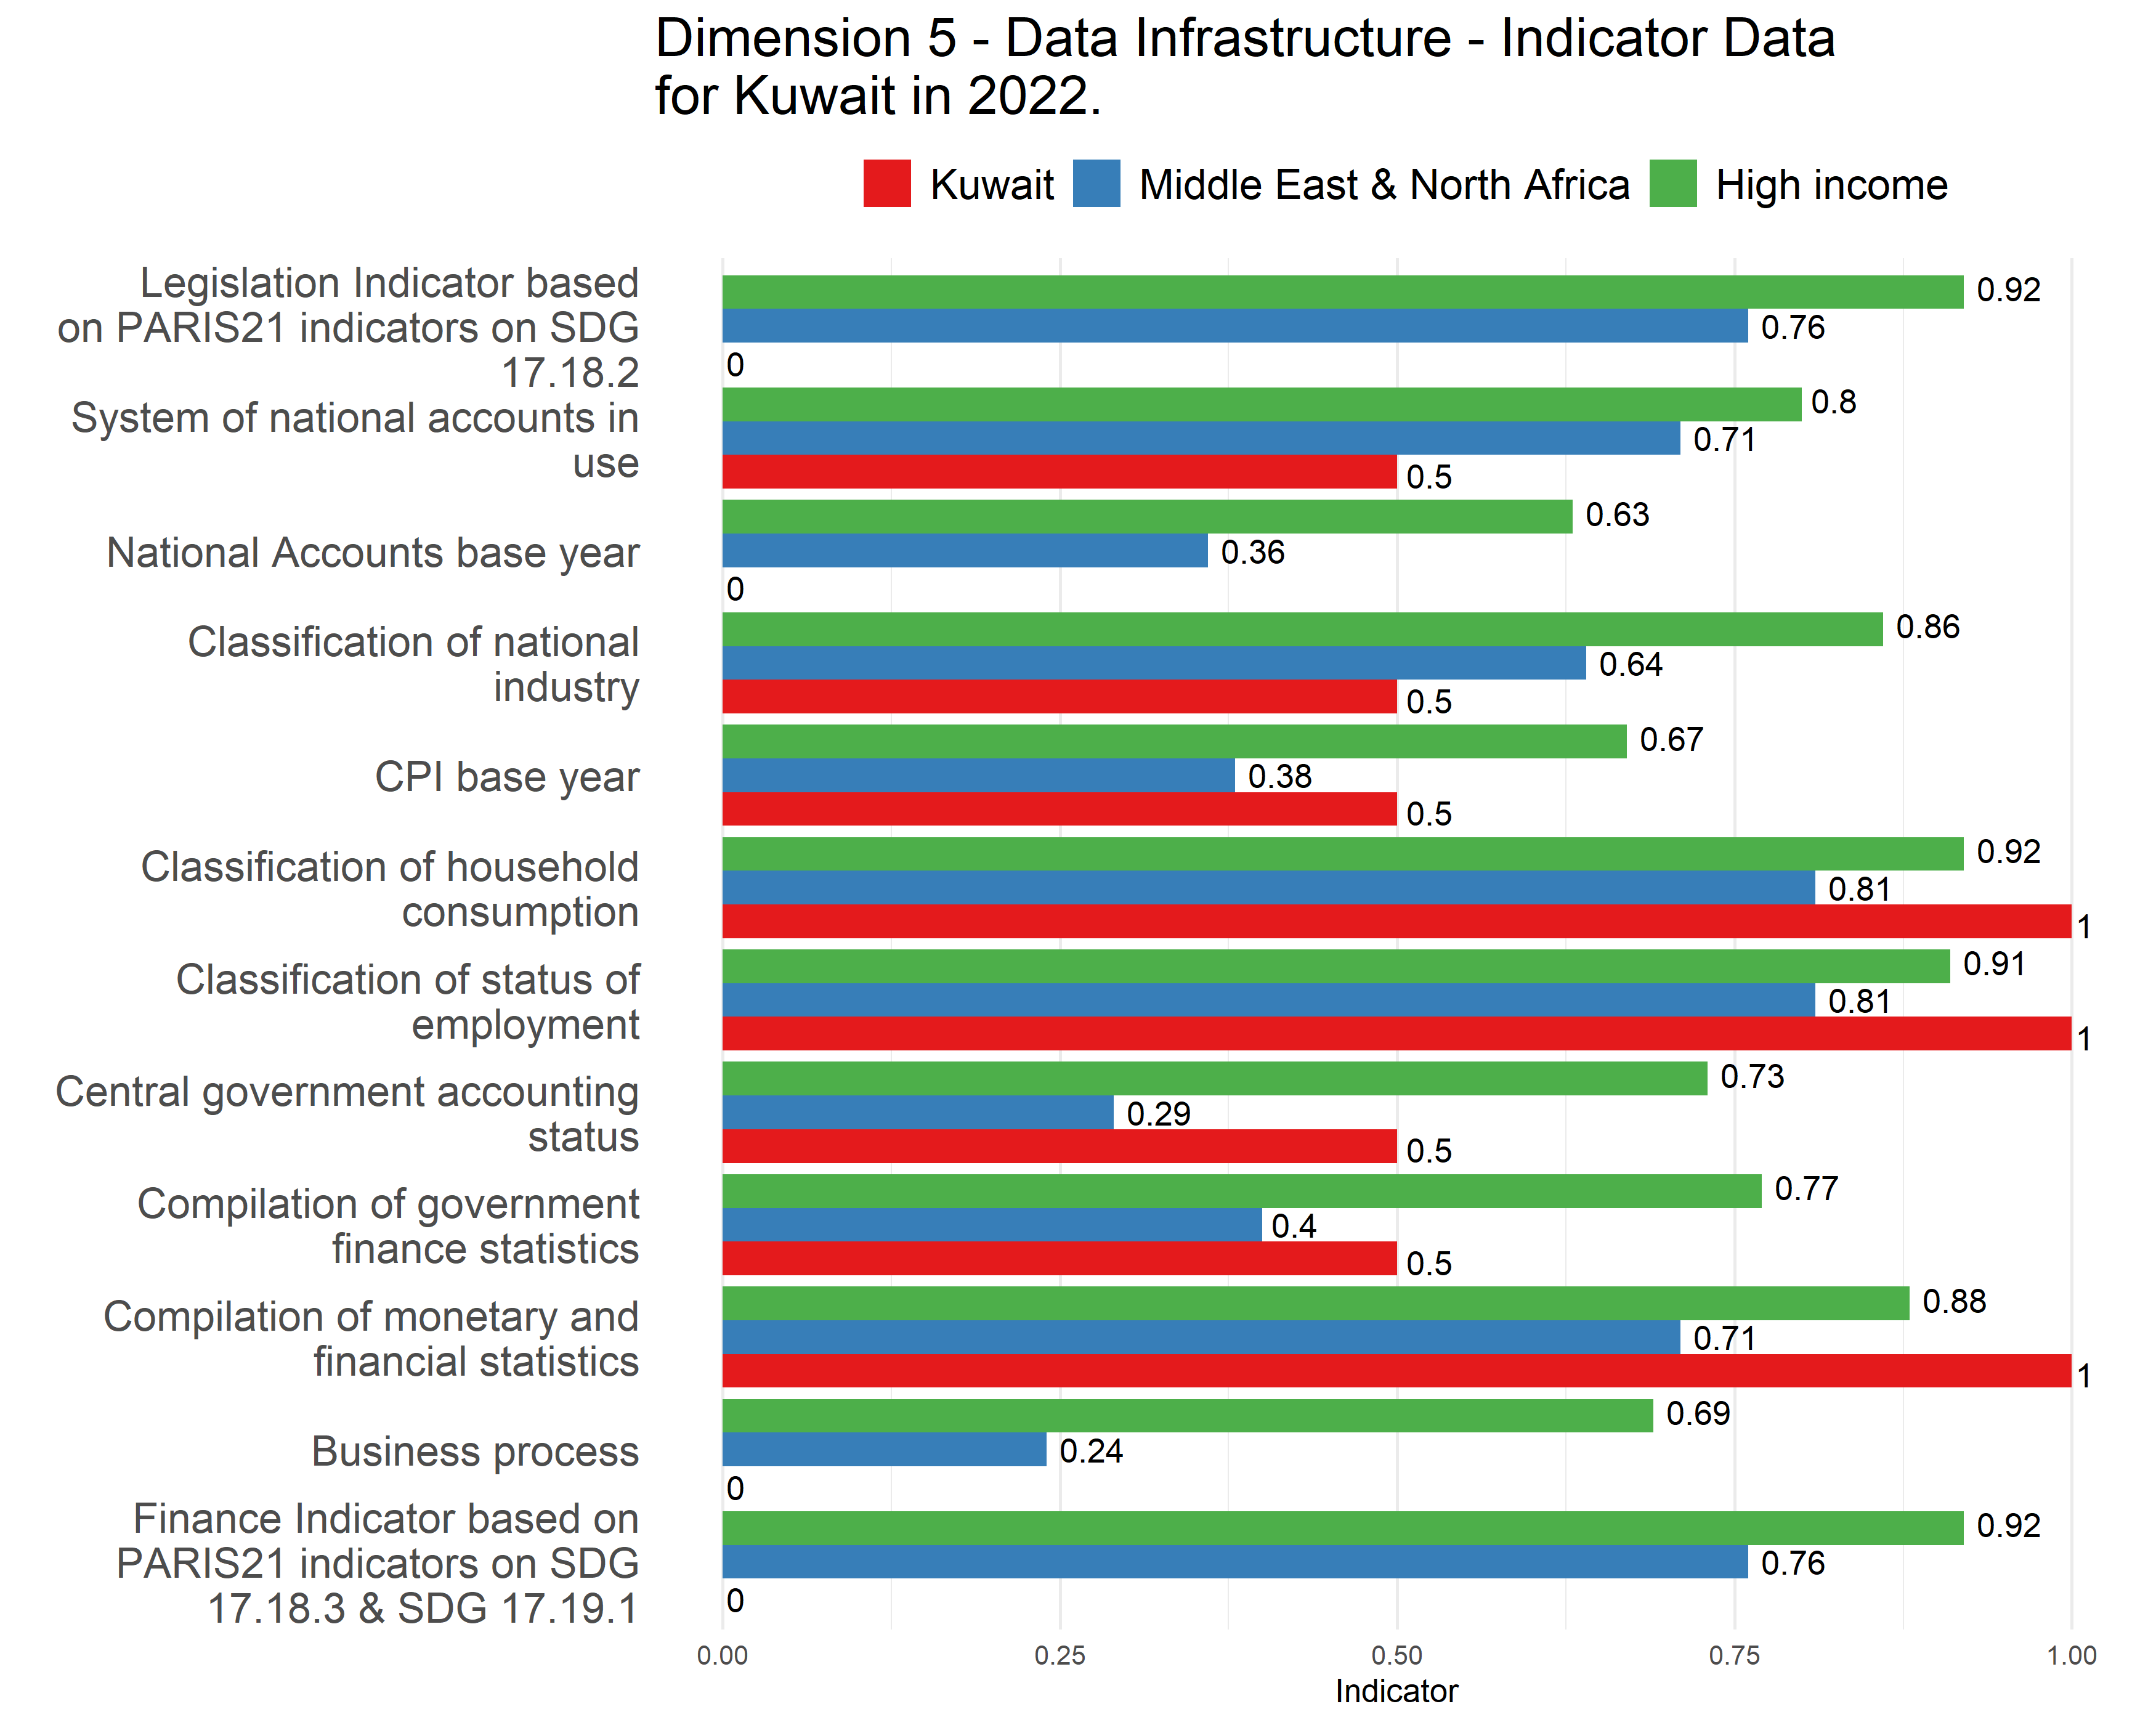 Dimension 5 - Data Infrastructure - Indicator Data
for Kuwait in 2022.
Kuwait
Middle East & North Africa
High income
Legislation Indicator based
on PARIS21 indicators on SDG
17.18.2
0.92
0.76
0
System of national accounts in
use
0.8
0.71
0.5
National Accounts base year
0.63
0.36
0
Classification of national
industry
0.86
0.64
0.5
CPI base year
0.67
0.38
0.5
Classification of household
consumption
0.92
0.81
1
Classification of status of
employment
0.91
0.81
1
Central government accounting
status
0.73
0.29
0.5
Compilation of government
finance statistics
0.77
0.4
0.5
Compilation of monetary and
financial statistics
0.88
0.71
1
Business process
0.69
0.24
0
Finance Indicator based on
PARIS21 indicators on SDG
17.18.3 & SDG 17.19.1
0.92
0.76
0
0.00 0.25 0.50 0.75 1.00
Indicator